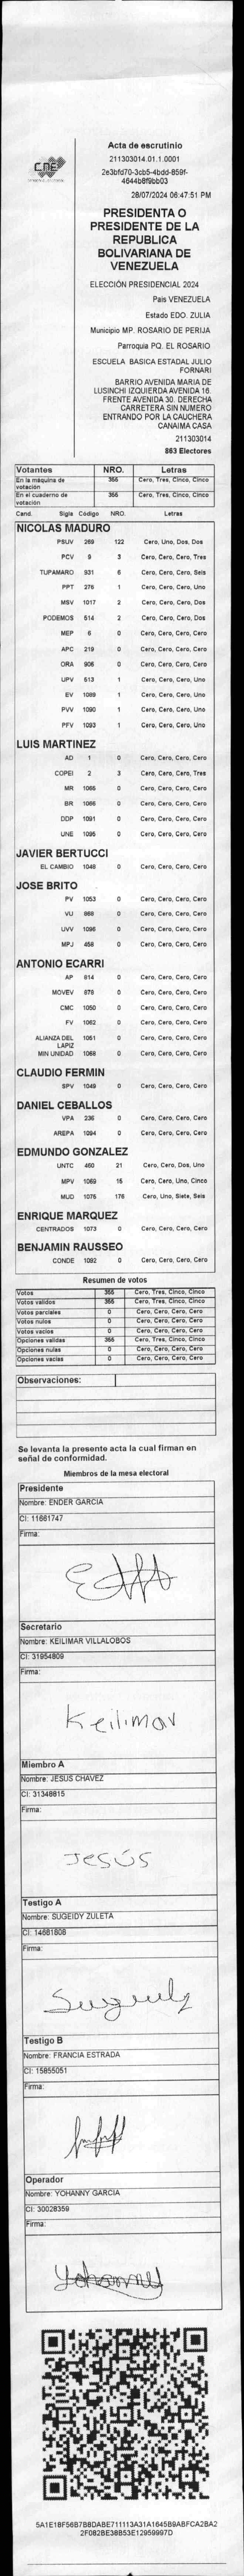 CNE
Acta de escrutinio
211303014.01.1.0001
2e3bfd70-3cb5-4bdd-859f-
4644b8f9bb03
28/07/2024 06:47:51 PM
PRESIDENTA O
PRESIDENTE DE LA
REPUBLICA
BOLIVARIANA DE
VENEZUELA
ELECCIÓN PRESIDENCIAL 2024
País VENEZUELA
Estado EDO. ZULIA
Municipio MP. ROSARIO DE PERIJA
Parroquia PQ. EL ROSARIO
ESCUELA BASICA ESTADAL JULIO
FORNARI
BARRIO AVENIDA MARIA DE
LUSINCHI IZQUIERDA AVENIDA 16.
FRENTE AVENIDA 30. DERECHA
CARRETERA SIN NUMERO
ENTRANDO POR LA CAUCHERA
CANAIMA CASA
211303014
863 Electores
Votantes NRO. Letras
En la máquina de votación 355 Cero, Tres, Cinco, Cinco
En el cuaderno de votación 355 Cero, Tres, Cinco, Cinco
Cand. Sigla Código NRO. Letras
NICOLAS MADURO
PSUV 269 122 Cero, Uno, Dos, Dos
PCV 9 3 Cero, Cero, Cero, Tres
TUPAMARO 931 6 Cero, Cero, Cero, Seis
PPT 276 1 Cero, Cero, Cero, Uno
MSV 1017 2 Cero, Cero, Cero, Dos
PODEMOS 514 2 Cero, Cero, Cero, Dos
MEP 6 0 Cero, Cero, Cero, Cero
APC 219 0 Cero, Cero, Cero, Cero
ORA 906 0 Cero, Cero, Cero, Cero
UPV 513 1 Cero, Cero, Cero, Uno
EV 1089 1 Cero, Cero, Cero, Uno
PVV 1090 1 Cero, Cero, Cero, Uno
PFV 1093 1 Cero, Cero, Cero, Uno
LUIS MARTINEZ
AD 1 0 Cero, Cero, Cero, Cero
COPEI 2 3 Cero, Cero, Cero, Tres
MR 1065 0 Cero, Cero, Cero, Cero
BR 1066 0 Cero, Cero, Cero, Cero
DDP 1091 0 Cero, Cero, Cero, Cero
UNE 1095 0 Cero, Cero, Cero, Cero
JAVIER BERTUCCI
EL CAMBIO 1048 0 Cero, Cero, Cero, Cero
JOSE BRITO
PV 1053 0 Cero, Cero, Cero, Cero
VU 868 0 Cero, Cero, Cero, Cero
UVV 1096 0 Cero, Cero, Cero, Cero
MPJ 458 0 Cero, Cero, Cero, Cero
ANTONIO ECARRI
AP 814 0 Cero, Cero, Cero, Cero
MOVEV 879 0 Cero, Cero, Cero, Cero
CMC 1050 0 Cero, Cero, Cero, Cero
FV 1062 0 Cero, Cero, Cero, Cero
ALIANZA DEL LAPIZ 1061 0 Cero, Cero, Cero, Cero
MIN UNIDAD 1068 0 Cero, Cero, Cero, Cero
CLAUDIO FERMIN
SPV 1049 0 Cero, Cero, Cero, Cero
DANIEL CEBALLOS
VPA 236 0 Cero, Cero, Cero, Cero
AREPA 1094 0 Cero, Cero, Cero, Cero
EDMUNDO GONZALEZ
UNTC 460 21 Cero, Cero, Dos, Uno
MPV 1069 15 Cero, Cero, Uno, Cinco
MUD 1075 176 Cero, Uno, Siete, Seis
ENRIQUE MARQUEZ
CENTRADOS 1073 0 Cero, Cero, Cero, Cero
BENJAMIN RAUSSEO
CONDE 1092 0 Cero, Cero, Cero, Cero
Resumen de votos
Votos 355 Cero, Tres, Cinco, Cinco
Votos validos 355 Cero, Tres, Cinco, Cinco
Votos parciales 0 Cero, Cero, Cero, Cero
Votos nulos 0 Cero, Cero, Cero, Cero
Votos vacios 0 Cero, Cero, Cero, Cero
Opciones validas 355 Cero, Tres, Cinco, Cinco
Opciones nulas 0 Cero, Cero, Cero, Cero
Opciones vacias 0 Cero, Cero, Cero, Cero
Observaciones:
Se levanta la presente acta la cual firman en
señal de conformidad.
Miembros de la mesa electoral
Presidente
Nombre: ENDER GARCIA
CI: 11661747
Firma:
Secretario
Nombre: KEILIMAR VILLALOBOS
CI: 31954809
Firma:
Keilimar
Miembro A
Nombre: JESUS CHAVEZ
CI: 31348815
Firma:
Jesús
Testigo A
Nombre: SUGEIDY ZULETA
CI: 14681808
Firma:
Testigo B
Nombre: FRANCIA ESTRADA
CI: 15855051
Firma:
Operador
Nombre: YOHANNY GARCIA
CI: 30028359
Firma:
Yohanny
5A1E18F56B7B8DABE711113A31A1645B9ABFCA2BA2
2F082BE38B53E12959997D